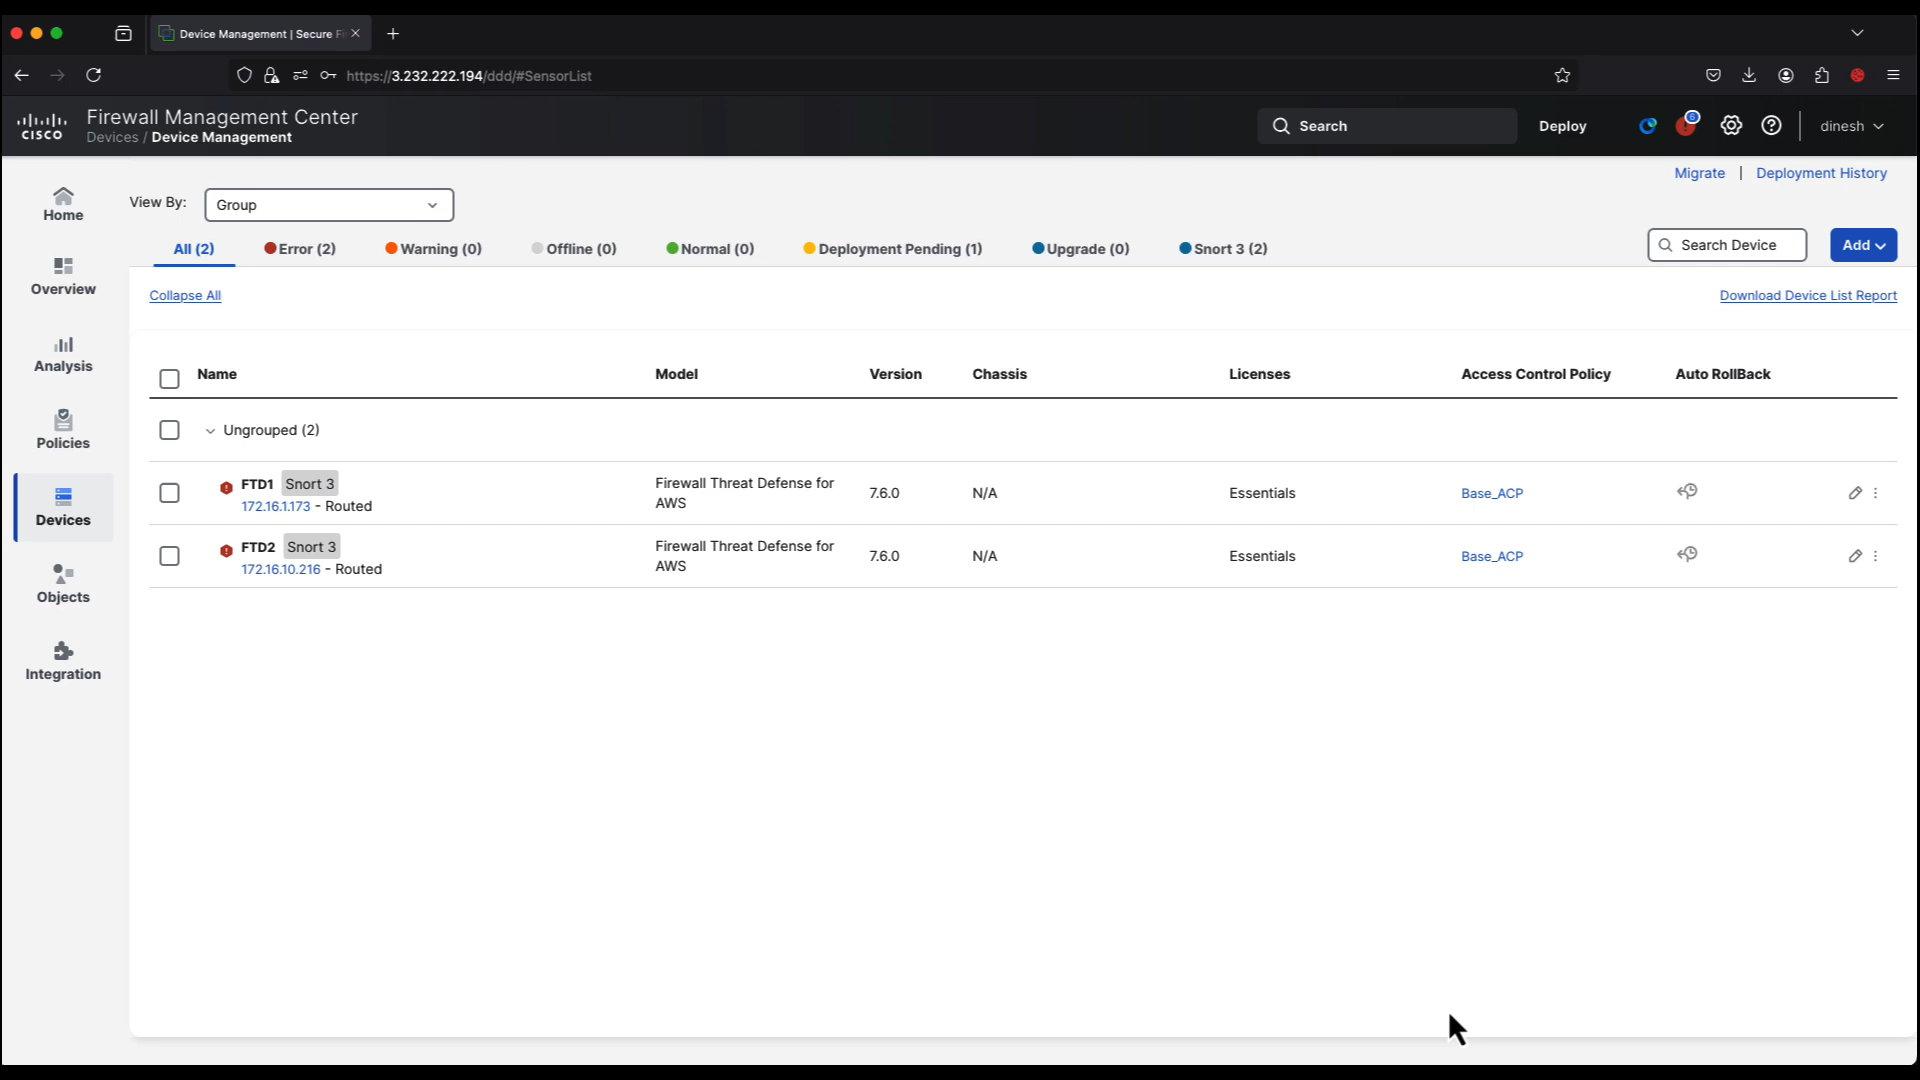 Device Management | Secure Fi
https://3.232.222.194/ddd/#SensorList
CISCO
Firewall Management Center
Devices / Device Management
Search
Deploy
6
dinesh
Migrate | Deployment History
View By:
Group
All (2)
Error (2)
Warning (0)
Offline (0)
Normal (0)
Deployment Pending (1)
Upgrade (0)
Snort 3 (2)
Search Device
Add
Collapse All
Download Device List Report
Name
Model
Version
Chassis
Licenses
Access Control Policy
Auto RollBack
Ungrouped (2)
FTD1 Snort 3
172.16.1.173 - Routed
Firewall Threat Defense for
AWS
7.6.0
N/A
Essentials
Base_ACP
FTD2 Snort 3
172.16.10.216 - Routed
Firewall Threat Defense for
AWS
7.6.0
N/A
Essentials
Base_ACP
Home
Overview
Analysis
Policies
Devices
Objects
Integration